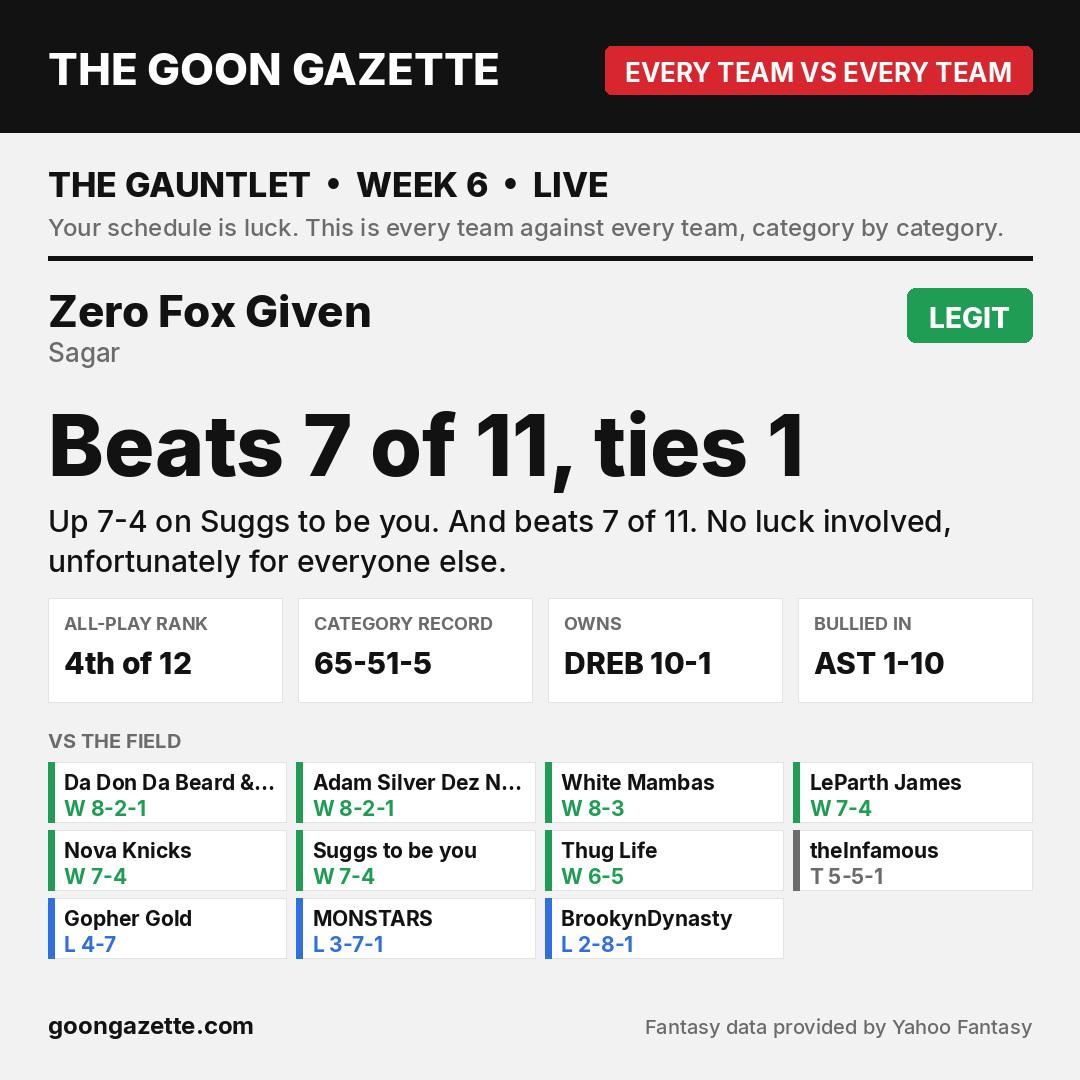 THE GOON GAZETTE
EVERY TEAM VS EVERY TEAM
THE GAUNTLET • WEEK 6 • LIVE
Your schedule is luck. This is every team against every team, category by category.
Zero Fox Given
LEGIT
Sagar
Beats 7 of 11, ties 1
Up 7-4 on Suggs to be you. And beats 7 of 11. No luck involved,
unfortunately for everyone else.
ALL-PLAY RANK
4th of 12
CATEGORY RECORD
65-51-5
OWNS
DREB 10-1
BULLIED IN
AST 1-10
VS THE FIELD
Da Don Da Beard &...
W 8-2-1
Adam Silver Dez N...
W 8-2-1
White Mambas
W 8-3
LeParth James
W 7-4
Nova Knicks
W 7-4
Suggs to be you
W 7-4
Thug Life
W 6-5
theInfamous
T 5-5-1
Gopher Gold
L 4-7
MONSTARS
L 3-7-1
BrookynDynasty
L 2-8-1
goongazette.com
Fantasy data provided by Yahoo Fantasy